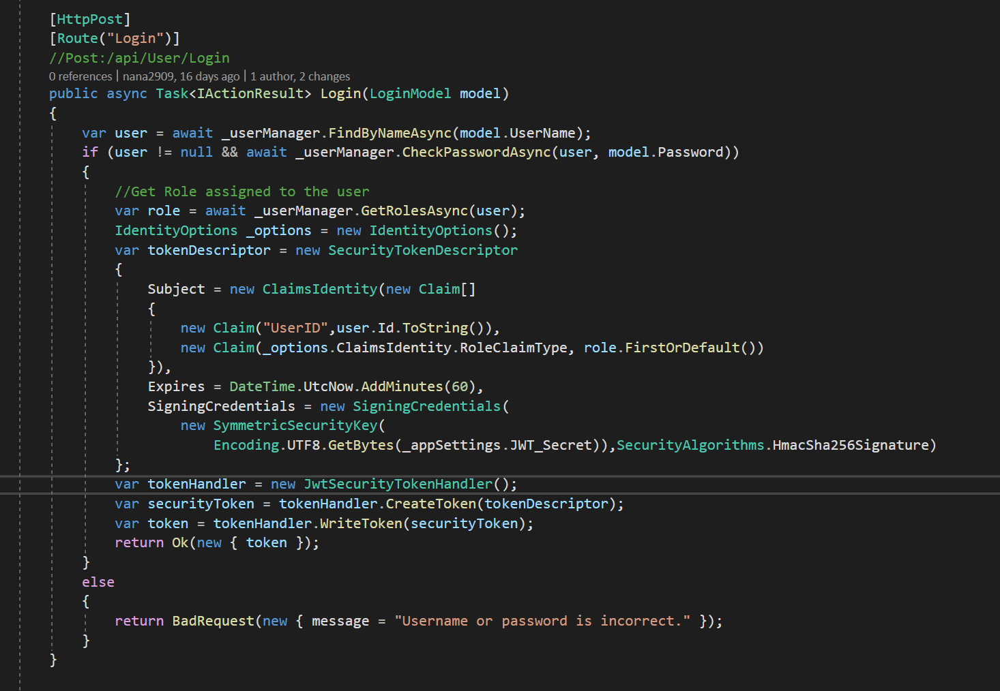 [HttpPost]
[Route("Login")]
//Post:/api/User/Login
0 references | nana2909, 16 days ago | 1 author, 2 changes
public async Task<IActionResult> Login(LoginModel model)
{
var user = await _userManager.FindByNameAsync(model.UserName);
if (user != null && await _userManager.CheckPasswordAsync(user, model.Password))
{
//Get Role assigned to the user
var role = await _userManager.GetRolesAsync(user);
IdentityOptions _options = new IdentityOptions();
var tokenDescriptor = new SecurityTokenDescriptor
{
Subject = new ClaimsIdentity(new Claim[]
{
new Claim("UserID",user.Id.ToString()),
new Claim(_options.ClaimsIdentity.RoleClaimType, role.FirstOrDefault())
}),
Expires = DateTime.UtcNow.AddMinutes(60),
SigningCredentials = new SigningCredentials(
new SymmetricSecurityKey(
Encoding.UTF8.GetBytes(_appSettings.JWT_Secret)),SecurityAlgorithms.HmacSha256Signature)
};
var tokenHandler = new JwtSecurityTokenHandler();
var securityToken = tokenHandler.CreateToken(tokenDescriptor);
var token = tokenHandler.WriteToken(securityToken);
return Ok(new { token });
}
else
{
return BadRequest(new { message = "Username or password is incorrect." });
}
}